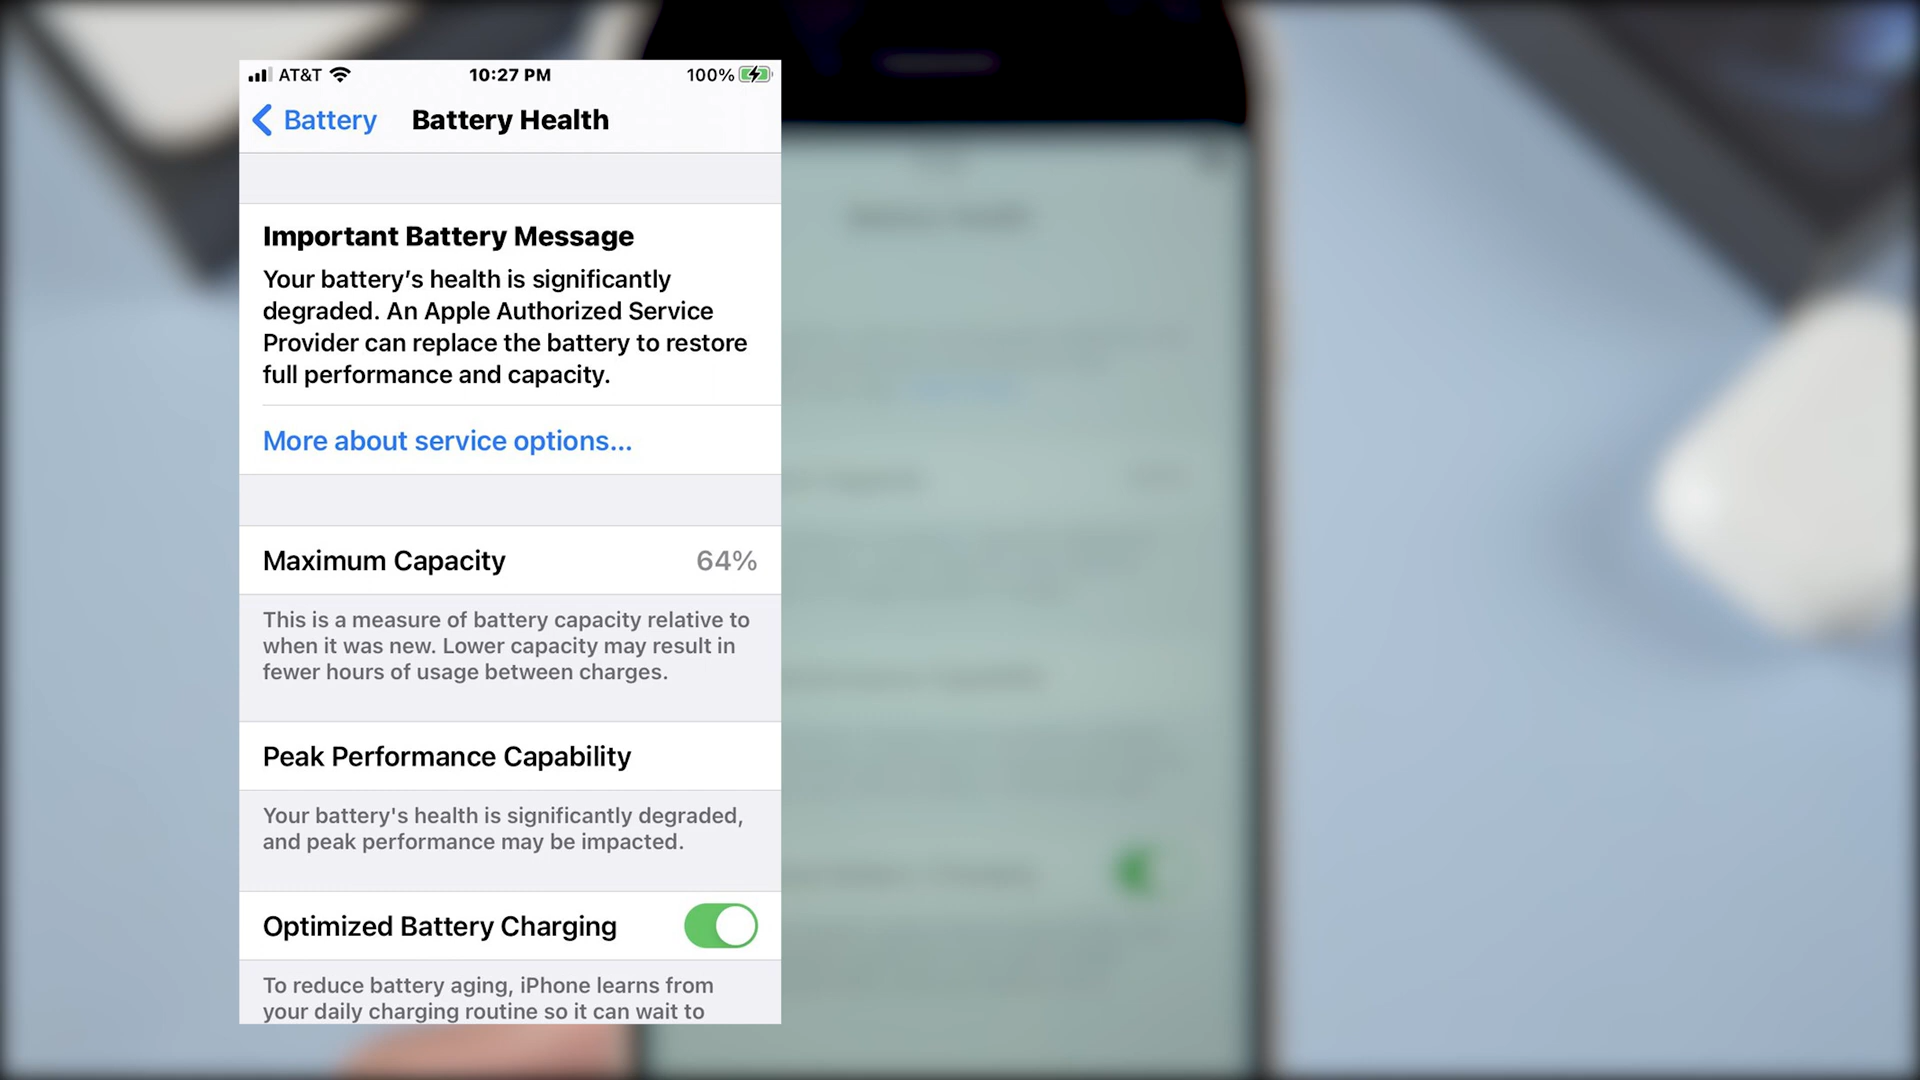 AT&T 10:27 PM 100%
Battery Battery Health
Important Battery Message
Your battery’s health is significantly
degraded. An Apple Authorized Service
Provider can replace the battery to restore
full performance and capacity.
More about service options...
Maximum Capacity 64%
This is a measure of battery capacity relative to
when it was new. Lower capacity may result in
fewer hours of usage between charges.
Peak Performance Capability
Your battery's health is significantly degraded,
and peak performance may be impacted.
Optimized Battery Charging
To reduce battery aging, iPhone learns from
your daily charging routine so it can wait to